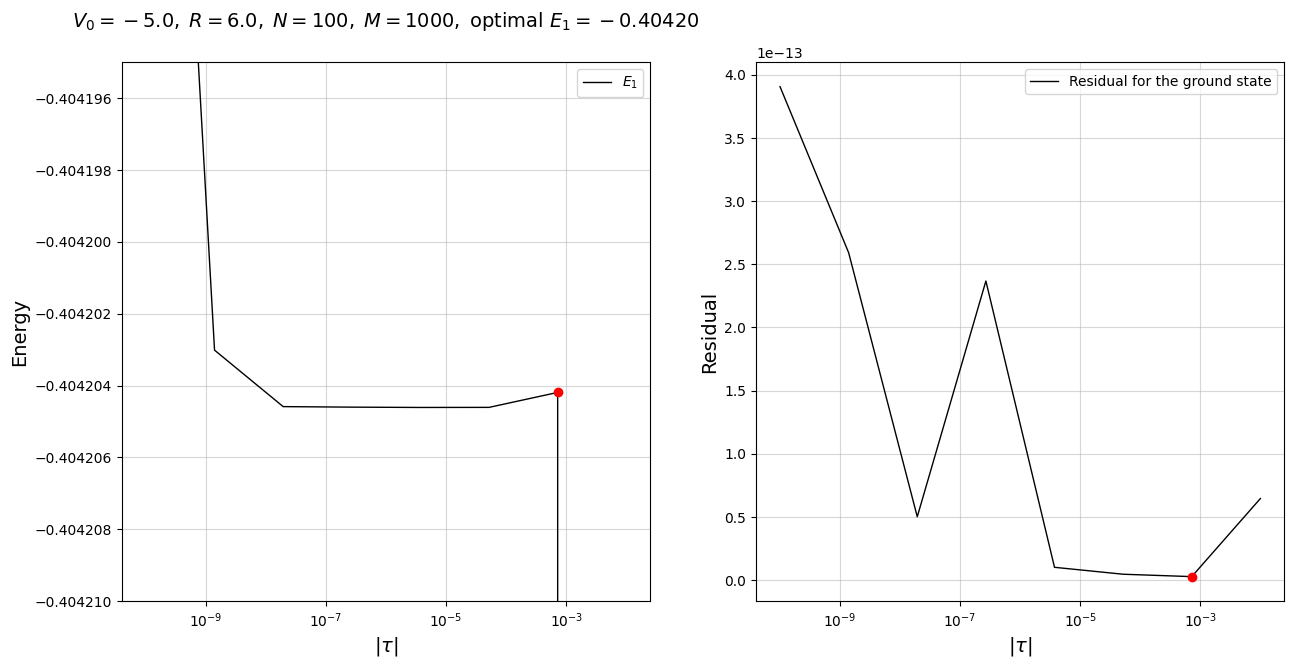 V₀ = −5.0, R = 6.0, N = 100, M = 1000, optimal E₁ = −0.40420
E₁
−0.404196
−0.404198
−0.404200
−0.404202
−0.404204
−0.404206
−0.404208
−0.404210
Energy
10⁻⁹ 10⁻⁷ 10⁻⁵ 10⁻³
|τ|
1e−13
Residual for the ground state
4.0
3.5
3.0
2.5
2.0
1.5
1.0
0.5
0.0
Residual
10⁻⁹ 10⁻⁷ 10⁻⁵ 10⁻³
|τ|